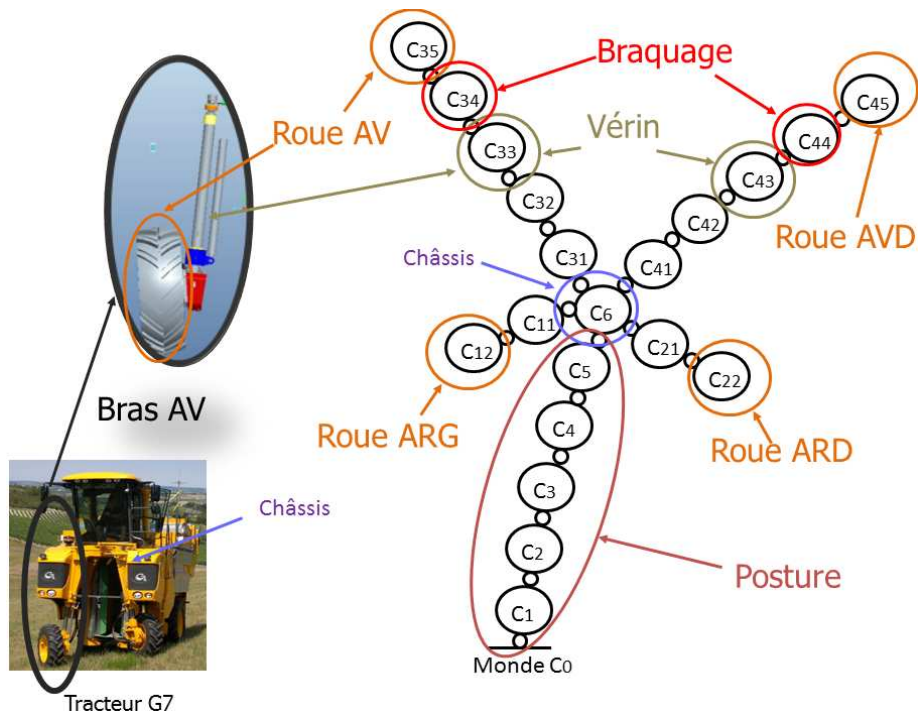 C35
Braquage
C34
C45
Roue AV
C44
Vérin
C33
C43
C32
C42
Roue AVD
Châssis
C31
C41
C6
C11
C21
C12
C5
C22
Bras AV
Roue ARG
C4
Roue ARD
C3
Châssis
C2
Posture
C1
Monde C0
Tracteur G7